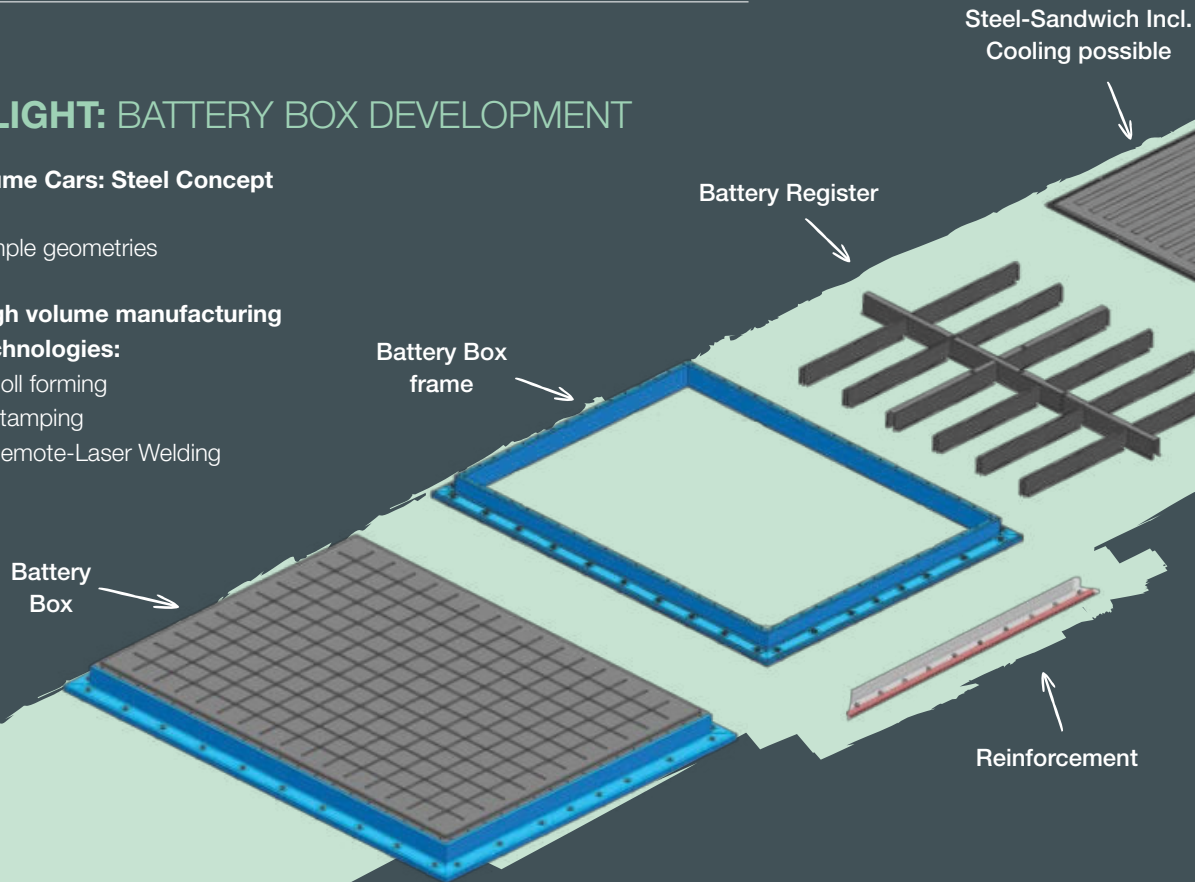 LIGHT: BATTERY BOX DEVELOPMENT
ume Cars: Steel Concept
mple geometries
gh volume manufacturing
chnologies:
oll forming
tamping
emote-Laser Welding
Steel-Sandwich Incl.
Cooling possible
Battery Register
Battery Box
frame
Battery
Box
Reinforcement